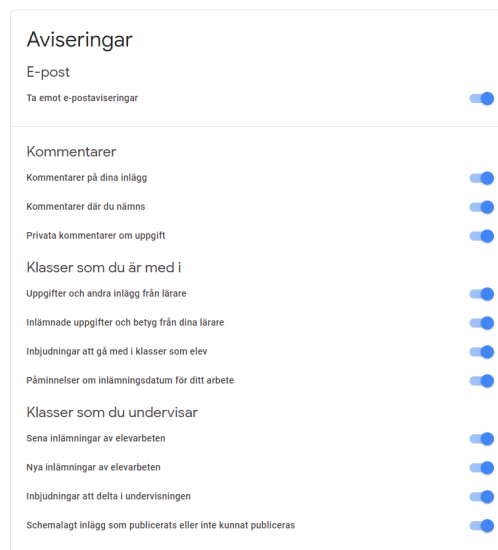 Aviseringar
E-post
Ta emot e-postaviseringar
Kommentarer
Kommentarer på dina inlägg
Kommentarer där du nämns
Privata kommentarer om uppgift
Klasser som du är med i
Uppgifter och andra inlägg från lärare
Inlämnade uppgifter och betyg från dina lärare
Inbjudningar att gå med i klasser som elev
Påminnelser om inlämningsdatum för ditt arbete
Klasser som du undervisar
Sena inlämningar av elevarbeten
Nya inlämningar av elevarbeten
Inbjudningar att delta i undervisningen
Schemalagt inlägg som publicerats eller inte kunnat publiceras